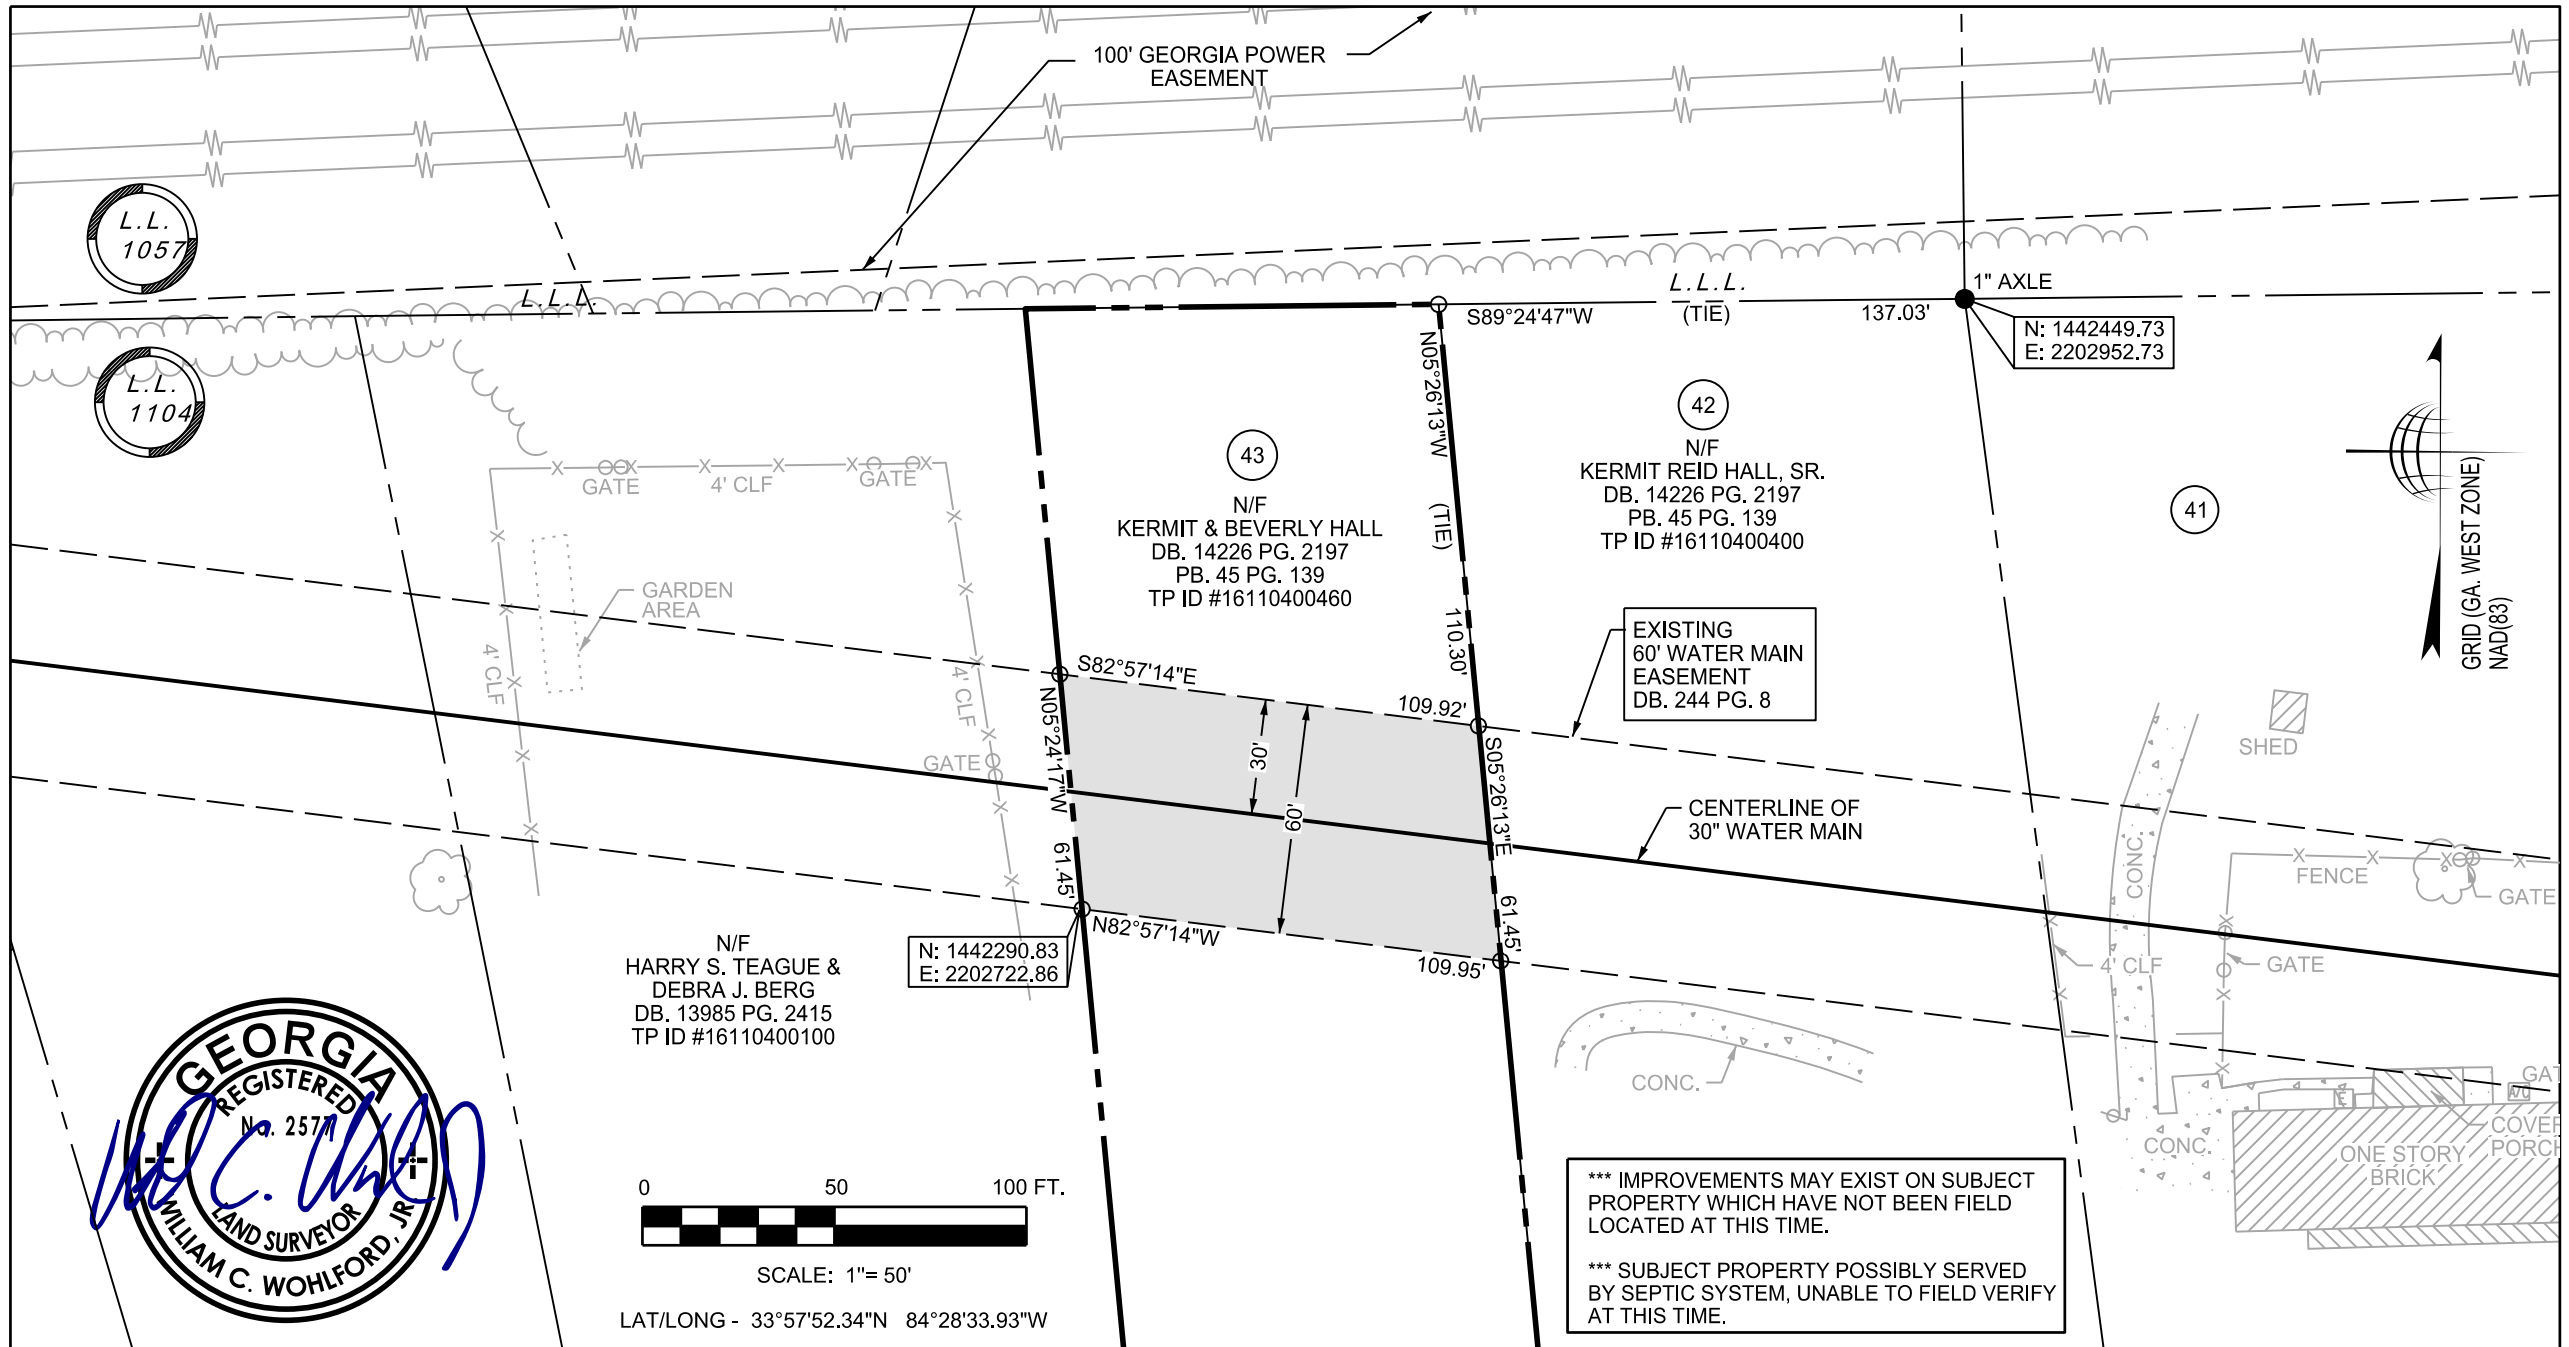 100' GEORGIA POWER
EASEMENT
L.L.
1057
L.L.L.
L.L.
1104
L.L.L.
(TIE)
S89°24'47"W
137.03'
1" AXLE
N: 1442449.73
E: 2202952.73
N05°26'13"W
(TIE)
110.30'
43
N/F
KERMIT & BEVERLY HALL
DB. 14226 PG. 2197
PB. 45 PG. 139
TP ID #16110400460
42
N/F
KERMIT REID HALL, SR.
DB. 14226 PG. 2197
PB. 45 PG. 139
TP ID #16110400400
41
GRID (GA. WEST ZONE)
NAD(83)
GATE
4' CLF
GATE
GARDEN
AREA
4' CLF
4' CLF
GATE
S82°57'14"E
109.92'
N05°24'17"W
61.45'
30'
60'
S05°26'13"E
61.45'
N82°57'14"W
109.95'
EXISTING
60' WATER MAIN
EASEMENT
DB. 244 PG. 8
CENTERLINE OF
30" WATER MAIN
SHED
CONC.
FENCE
GATE
4' CLF
GATE
N/F
HARRY S. TEAGUE &
DEBRA J. BERG
DB. 13985 PG. 2415
TP ID #16110400100
N: 1442290.83
E: 2202722.86
CONC.
CONC.
E
A/C
GAT
COVER
PORCH
ONE STORY
BRICK
GEORGIA
REGISTERED
No. 2577
LAND SURVEYOR
WILLIAM C. WOHLFORD, JR.
0 50 100 FT.
SCALE: 1"= 50'
LAT/LONG - 33°57'52.34"N 84°28'33.93"W
*** IMPROVEMENTS MAY EXIST ON SUBJECT
PROPERTY WHICH HAVE NOT BEEN FIELD
LOCATED AT THIS TIME.
*** SUBJECT PROPERTY POSSIBLY SERVED
BY SEPTIC SYSTEM, UNABLE TO FIELD VERIFY
AT THIS TIME.